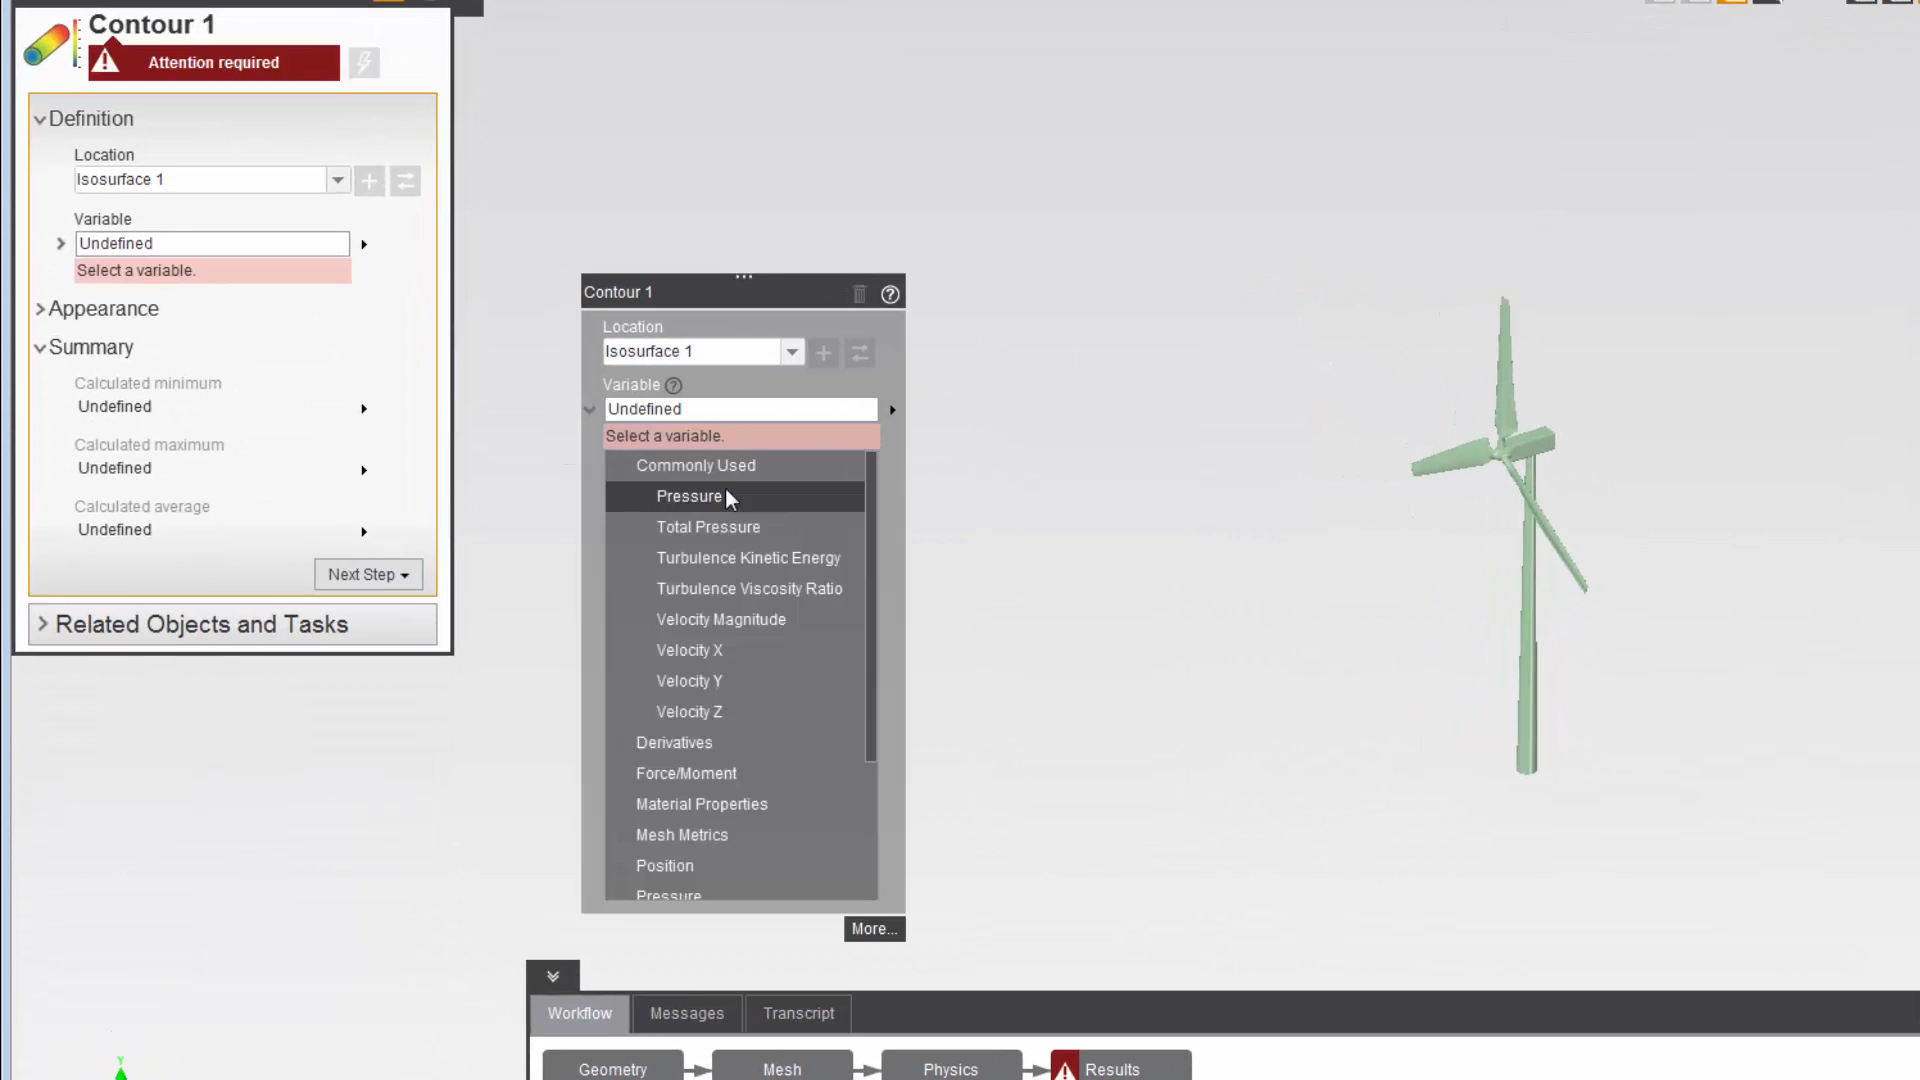 Contour 1
Attention required
Definition
Location
Isosurface 1
Variable
Undefined
Select a variable.
Appearance
Summary
Calculated minimum
Undefined
Calculated maximum
Undefined
Calculated average
Undefined
Next Step
Related Objects and Tasks
Contour 1
Location
Isosurface 1
Variable
Undefined
Select a variable.
Commonly Used
Pressure
Total Pressure
Turbulence Kinetic Energy
Turbulence Viscosity Ratio
Velocity Magnitude
Velocity X
Velocity Y
Velocity Z
Derivatives
Force/Moment
Material Properties
Mesh Metrics
Position
Pressure
More...
Workflow Messages Transcript
Geometry Mesh Physics Results
Y